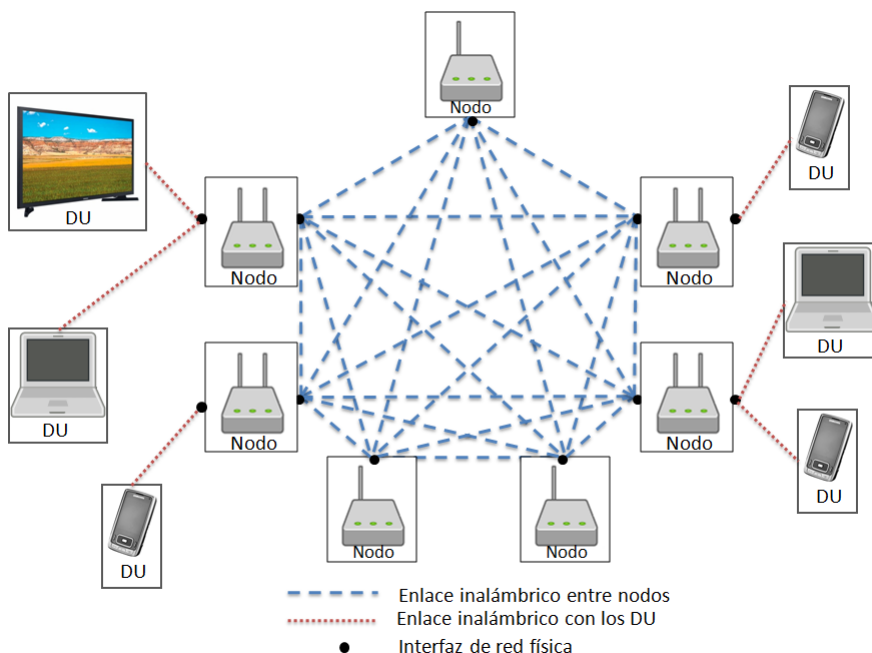 Nodo
DU
DU
Nodo
Nodo
DU
DU
Nodo
Nodo
DU
DU
Nodo
Nodo
Enlace inalámbrico entre nodos
Enlace inalámbrico con los DU
Interfaz de red física